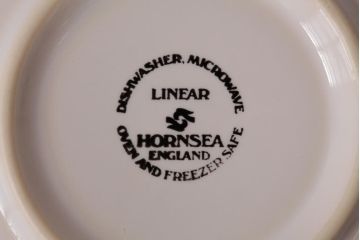 DISHWASHER, MICROWAVE
LINEAR
HORNSEA
ENGLAND
OVEN AND FREEZER SAFE